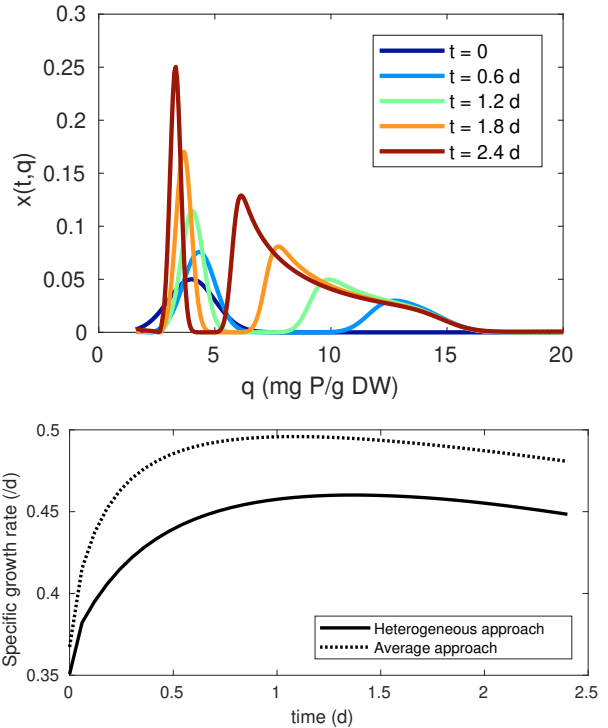 0.3
0.25
0.2
0.15
0.1
0.05
0
x(t,q)
t = 0
t = 0.6 d
t = 1.2 d
t = 1.8 d
t = 2.4 d
0 5 10 15 20
q (mg P/g DW)
0.5
0.45
0.4
0.35
Specific growth rate (/d)
Heterogeneous approach
Average approach
0 0.5 1 1.5 2 2.5
time (d)